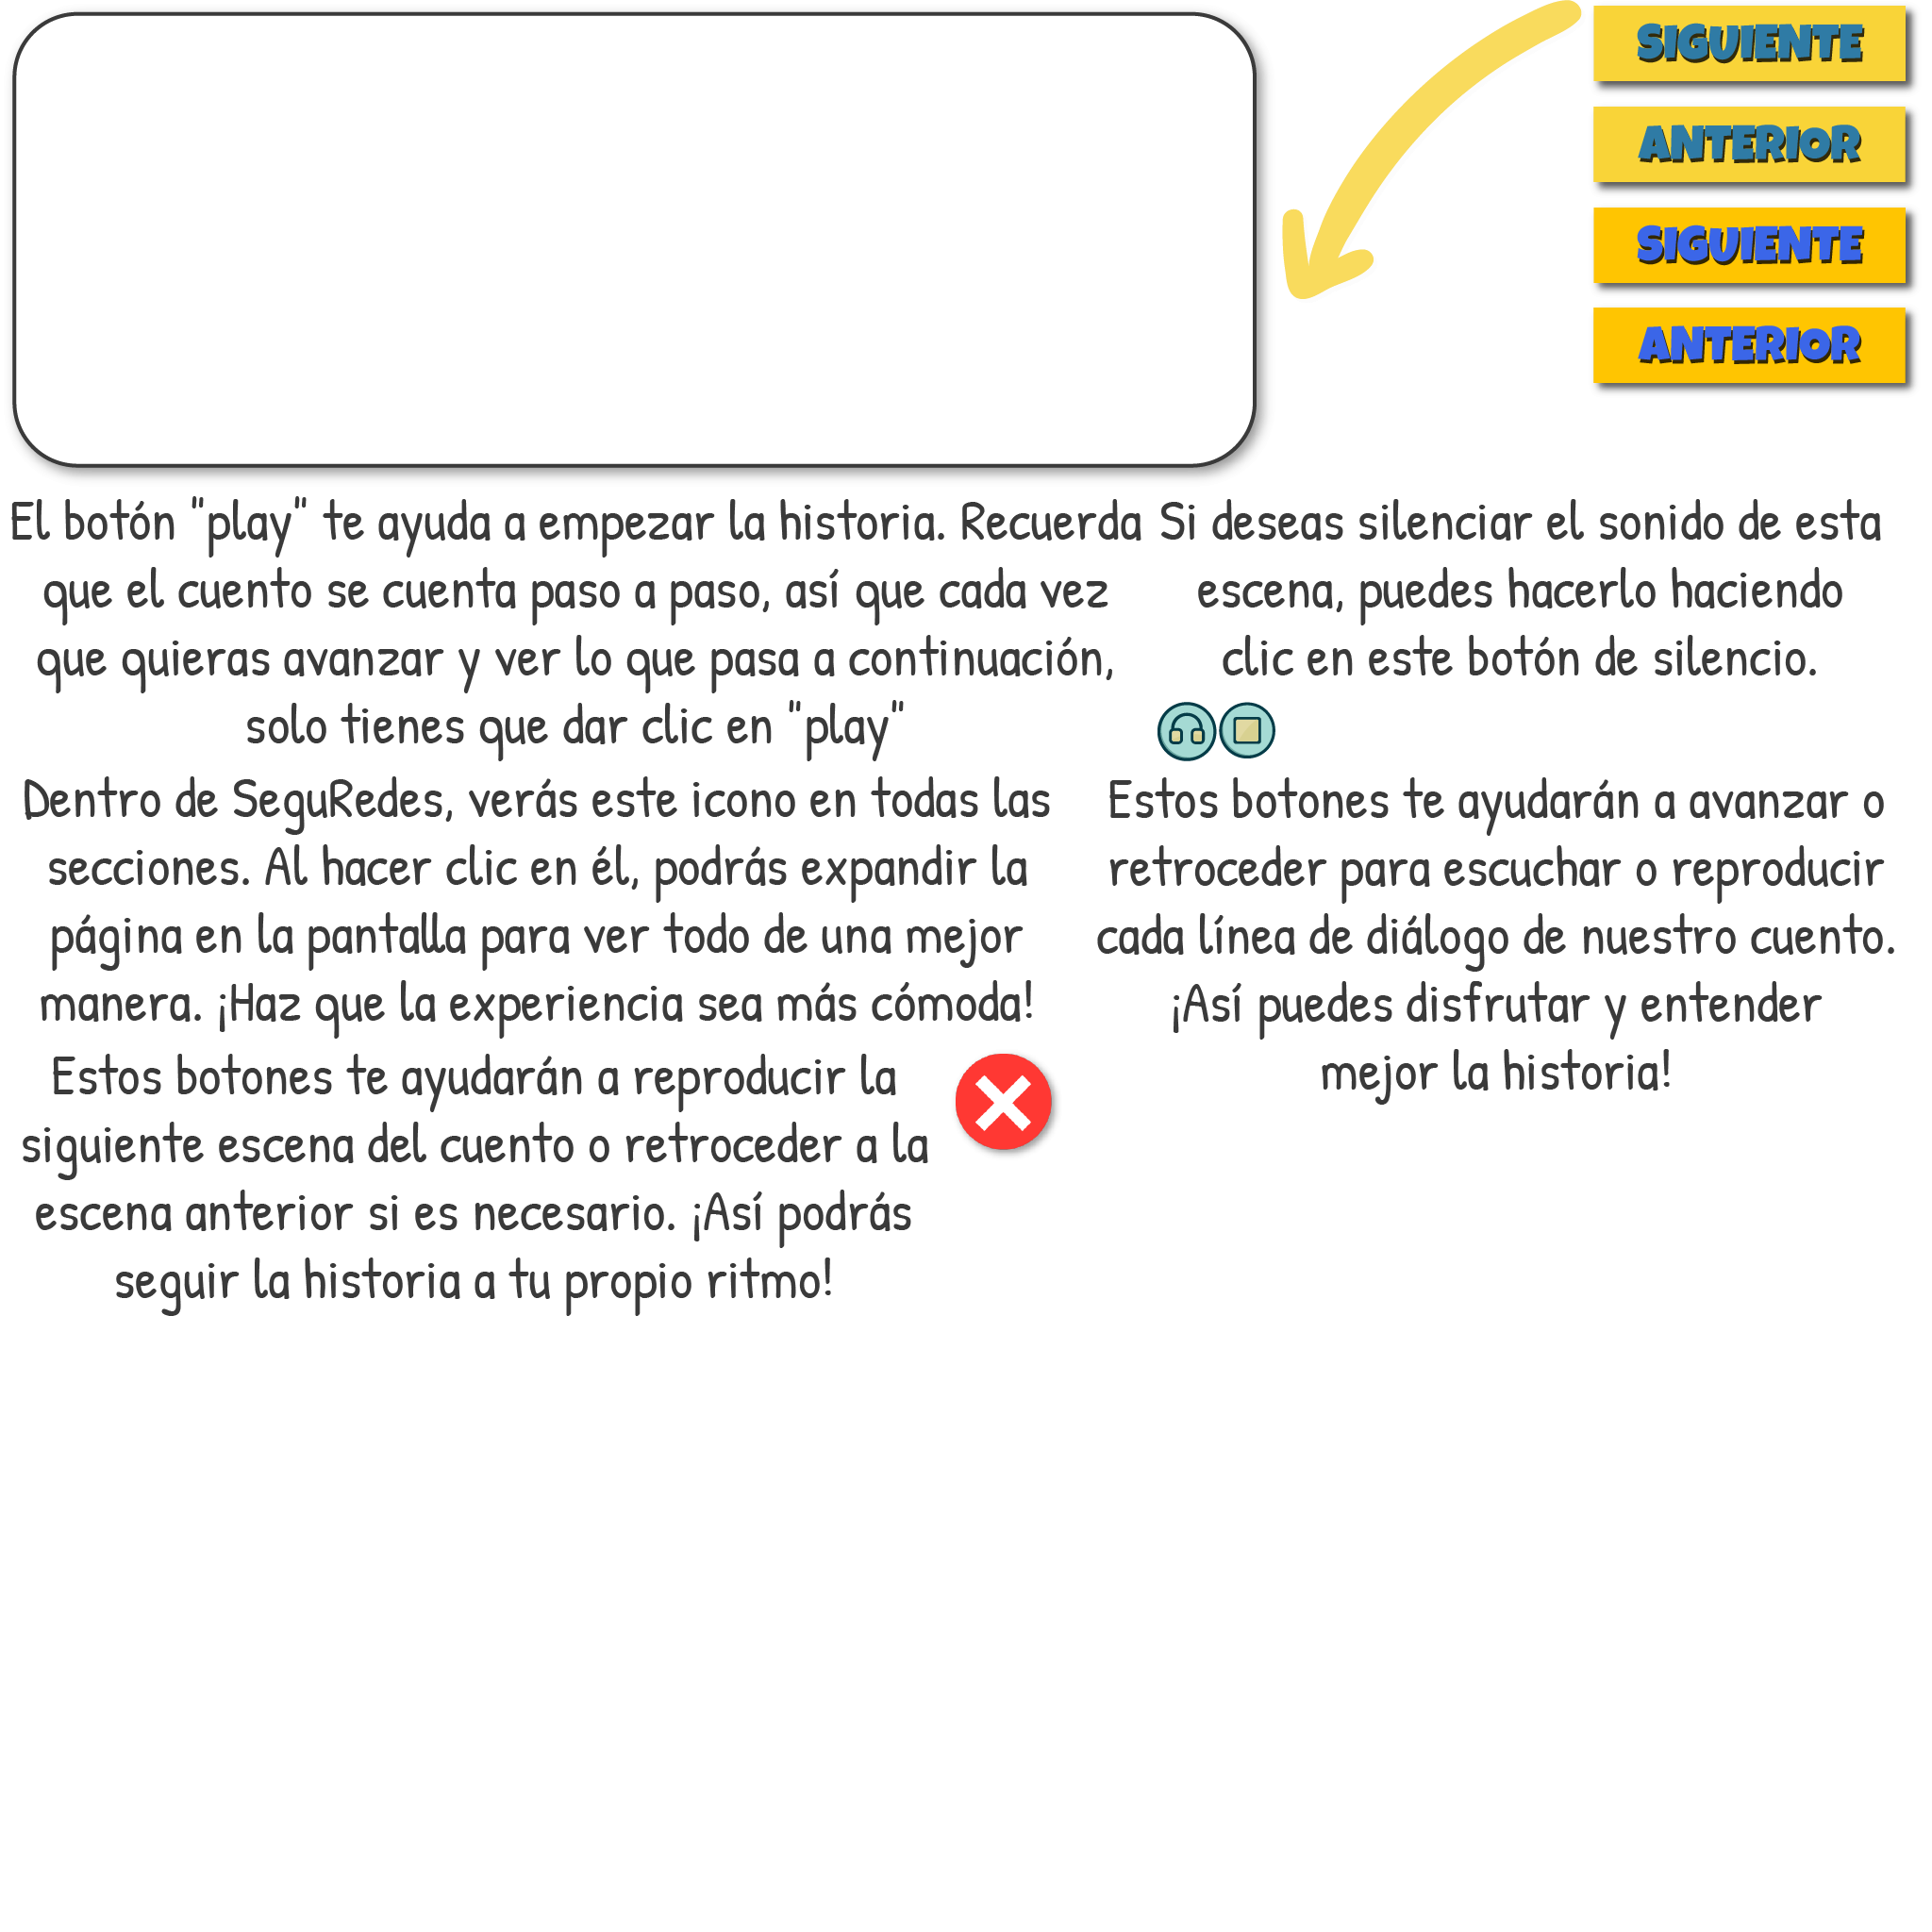 SIGUIENTE
ANTERIOR
SIGUIENTE
ANTERIOR
El botón "play" te ayuda a empezar la historia. Recuerda
que el cuento se cuenta paso a paso, así que cada vez
que quieras avanzar y ver lo que pasa a continuación,
solo tienes que dar clic en "play"
Si deseas silenciar el sonido de esta
escena, puedes hacerlo haciendo
clic en este botón de silencio.
Dentro de SeguRedes, verás este icono en todas las
secciones. Al hacer clic en él, podrás expandir la
página en la pantalla para ver todo de una mejor
manera. ¡Haz que la experiencia sea más cómoda!
Estos botones te ayudarán a avanzar o
retroceder para escuchar o reproducir
cada línea de diálogo de nuestro cuento.
¡Así puedes disfrutar y entender
mejor la historia!
Estos botones te ayudarán a reproducir la
siguiente escena del cuento o retroceder a la
escena anterior si es necesario. ¡Así podrás
seguir la historia a tu propio ritmo!